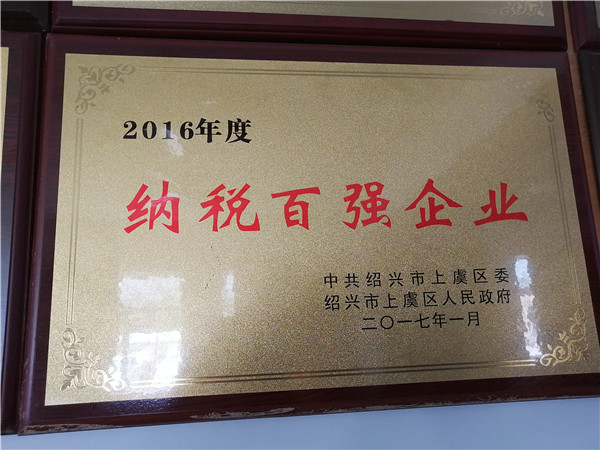 2016年度
纳税百强企业
中共绍兴市上虞区委
绍兴市上虞区人民政府
二〇一七年一月